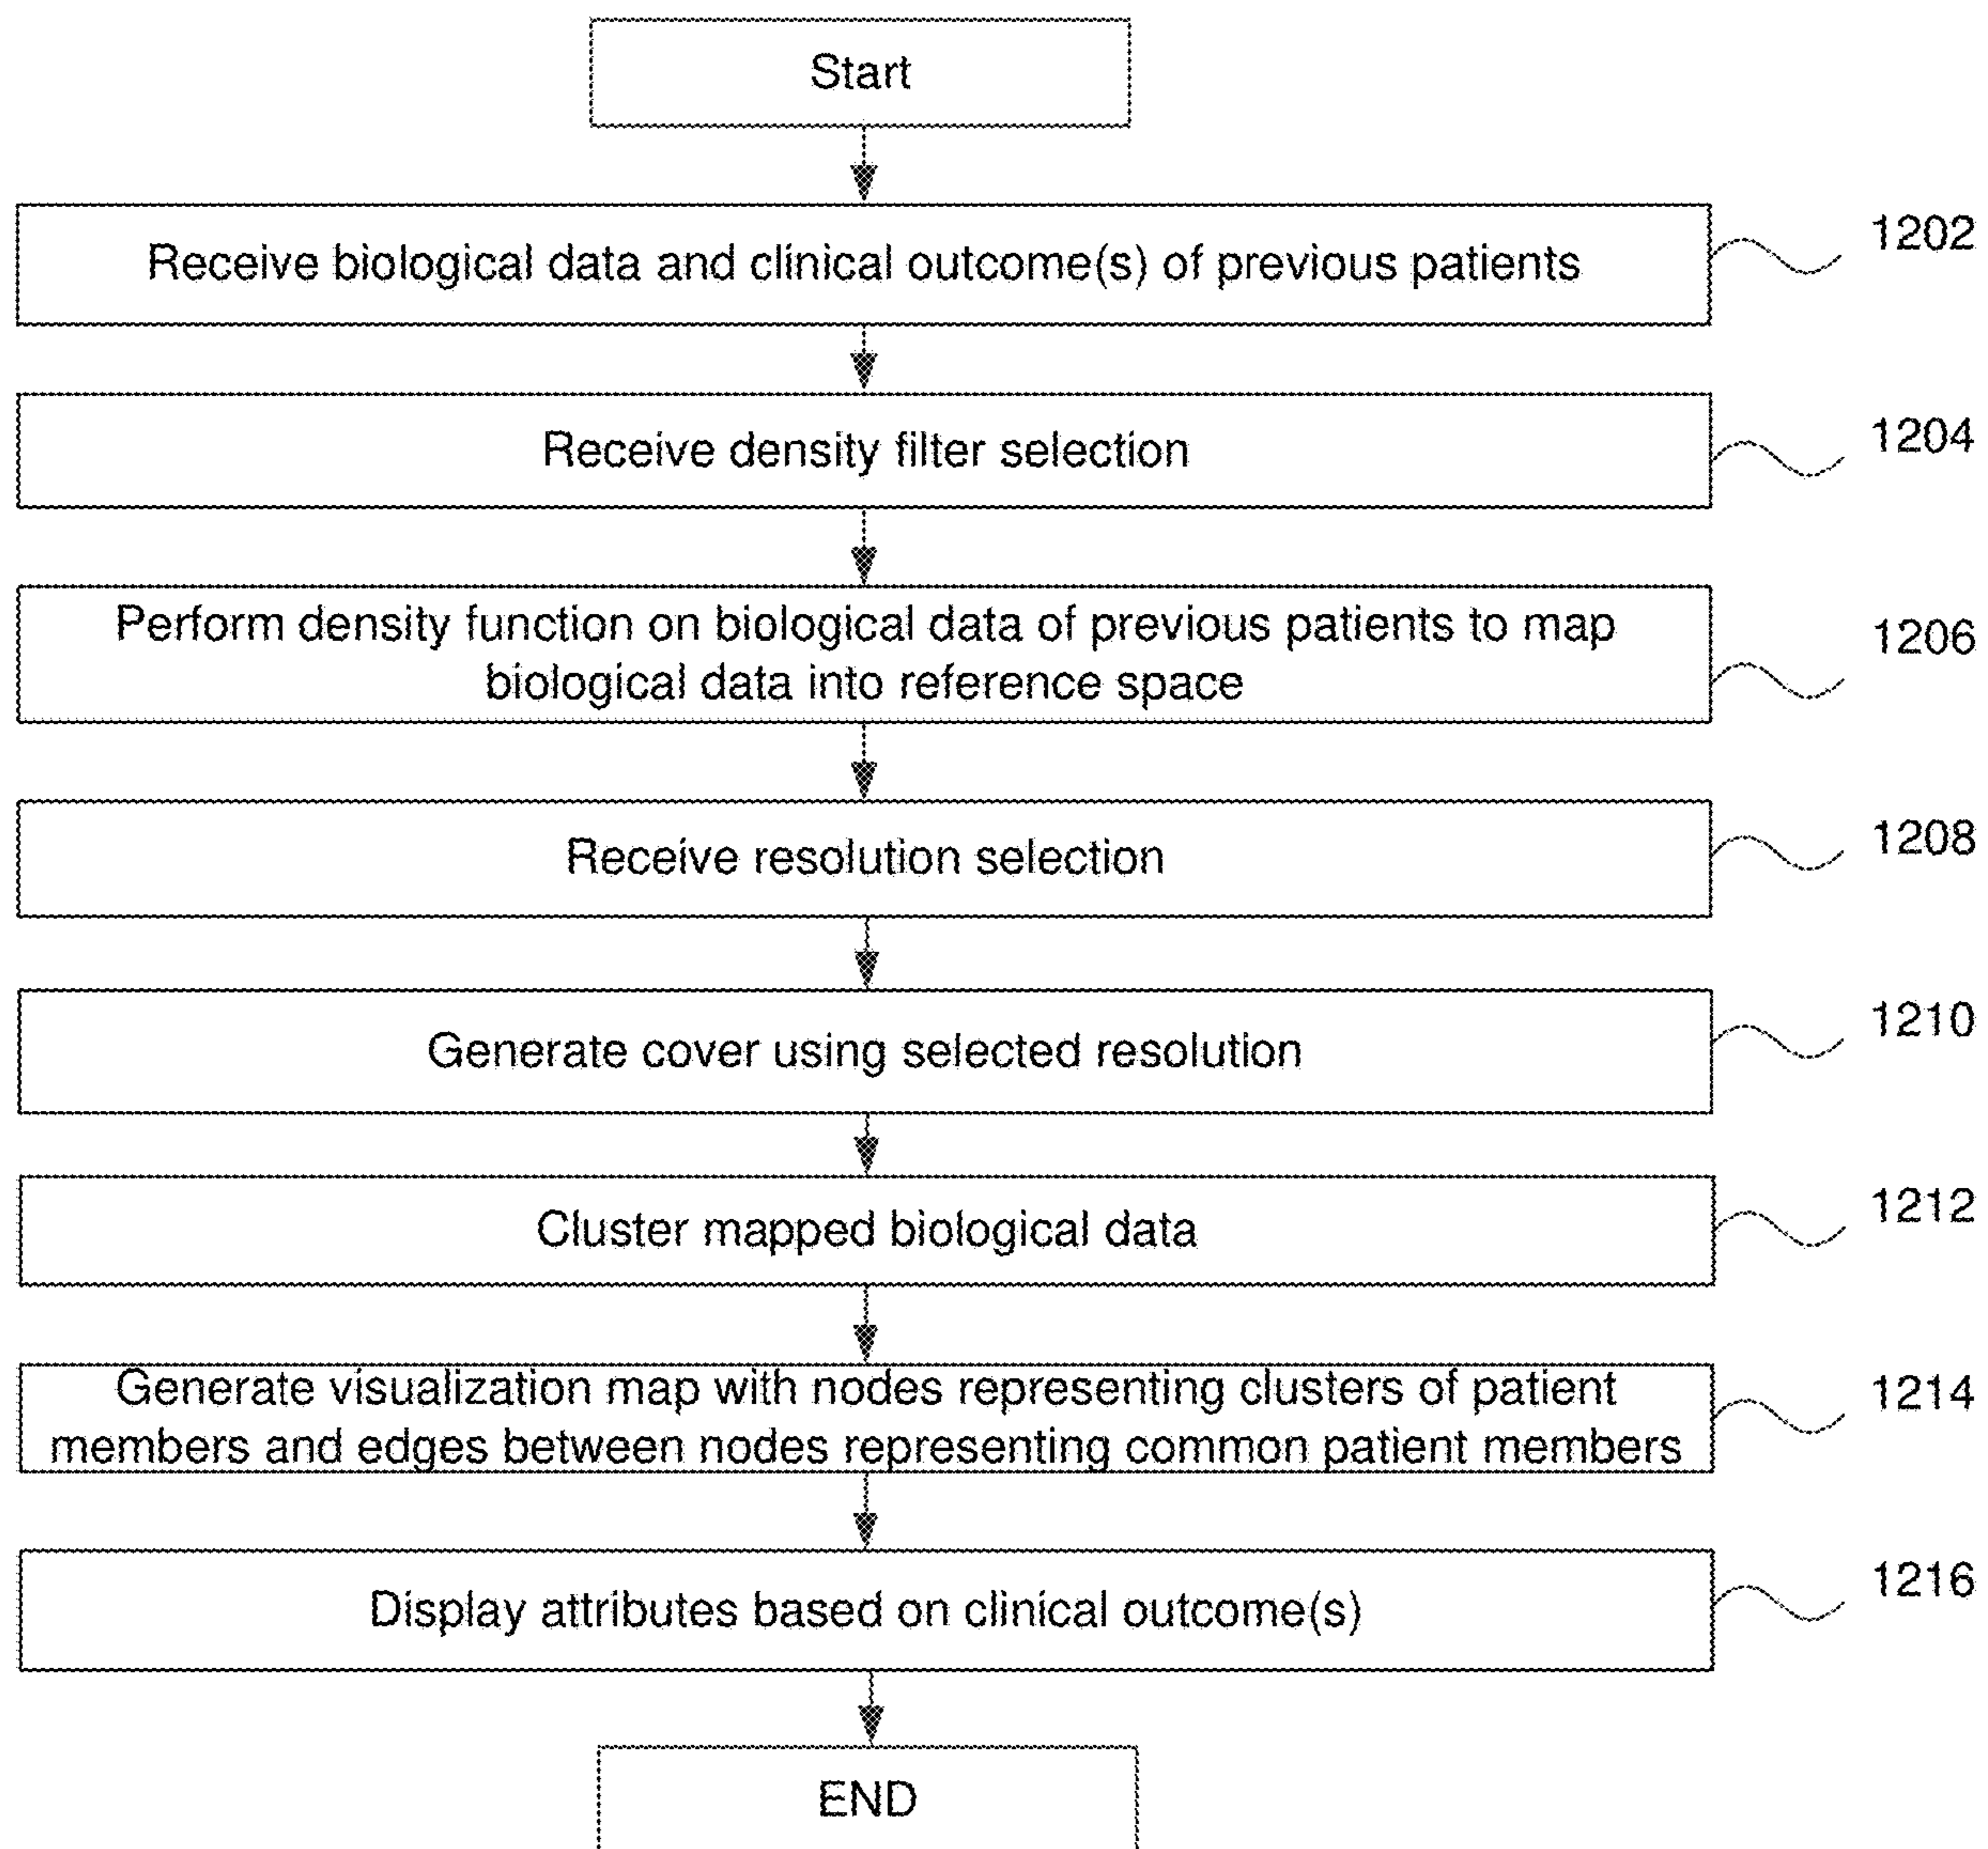 Start
Receive biological data and clinical outcome(s) of previous patients
1202
Receive density filter selection
1204
Perform density function on biological data of previous patients to map
biological data into reference space
1206
Receive resolution selection
1208
Generate cover using selected resolution
1210
Cluster mapped biological data
1212
Generate visualization map with nodes representing clusters of patient
members and edges between nodes representing common patient members
1214
Display attributes based on clinical outcome(s)
1216
END